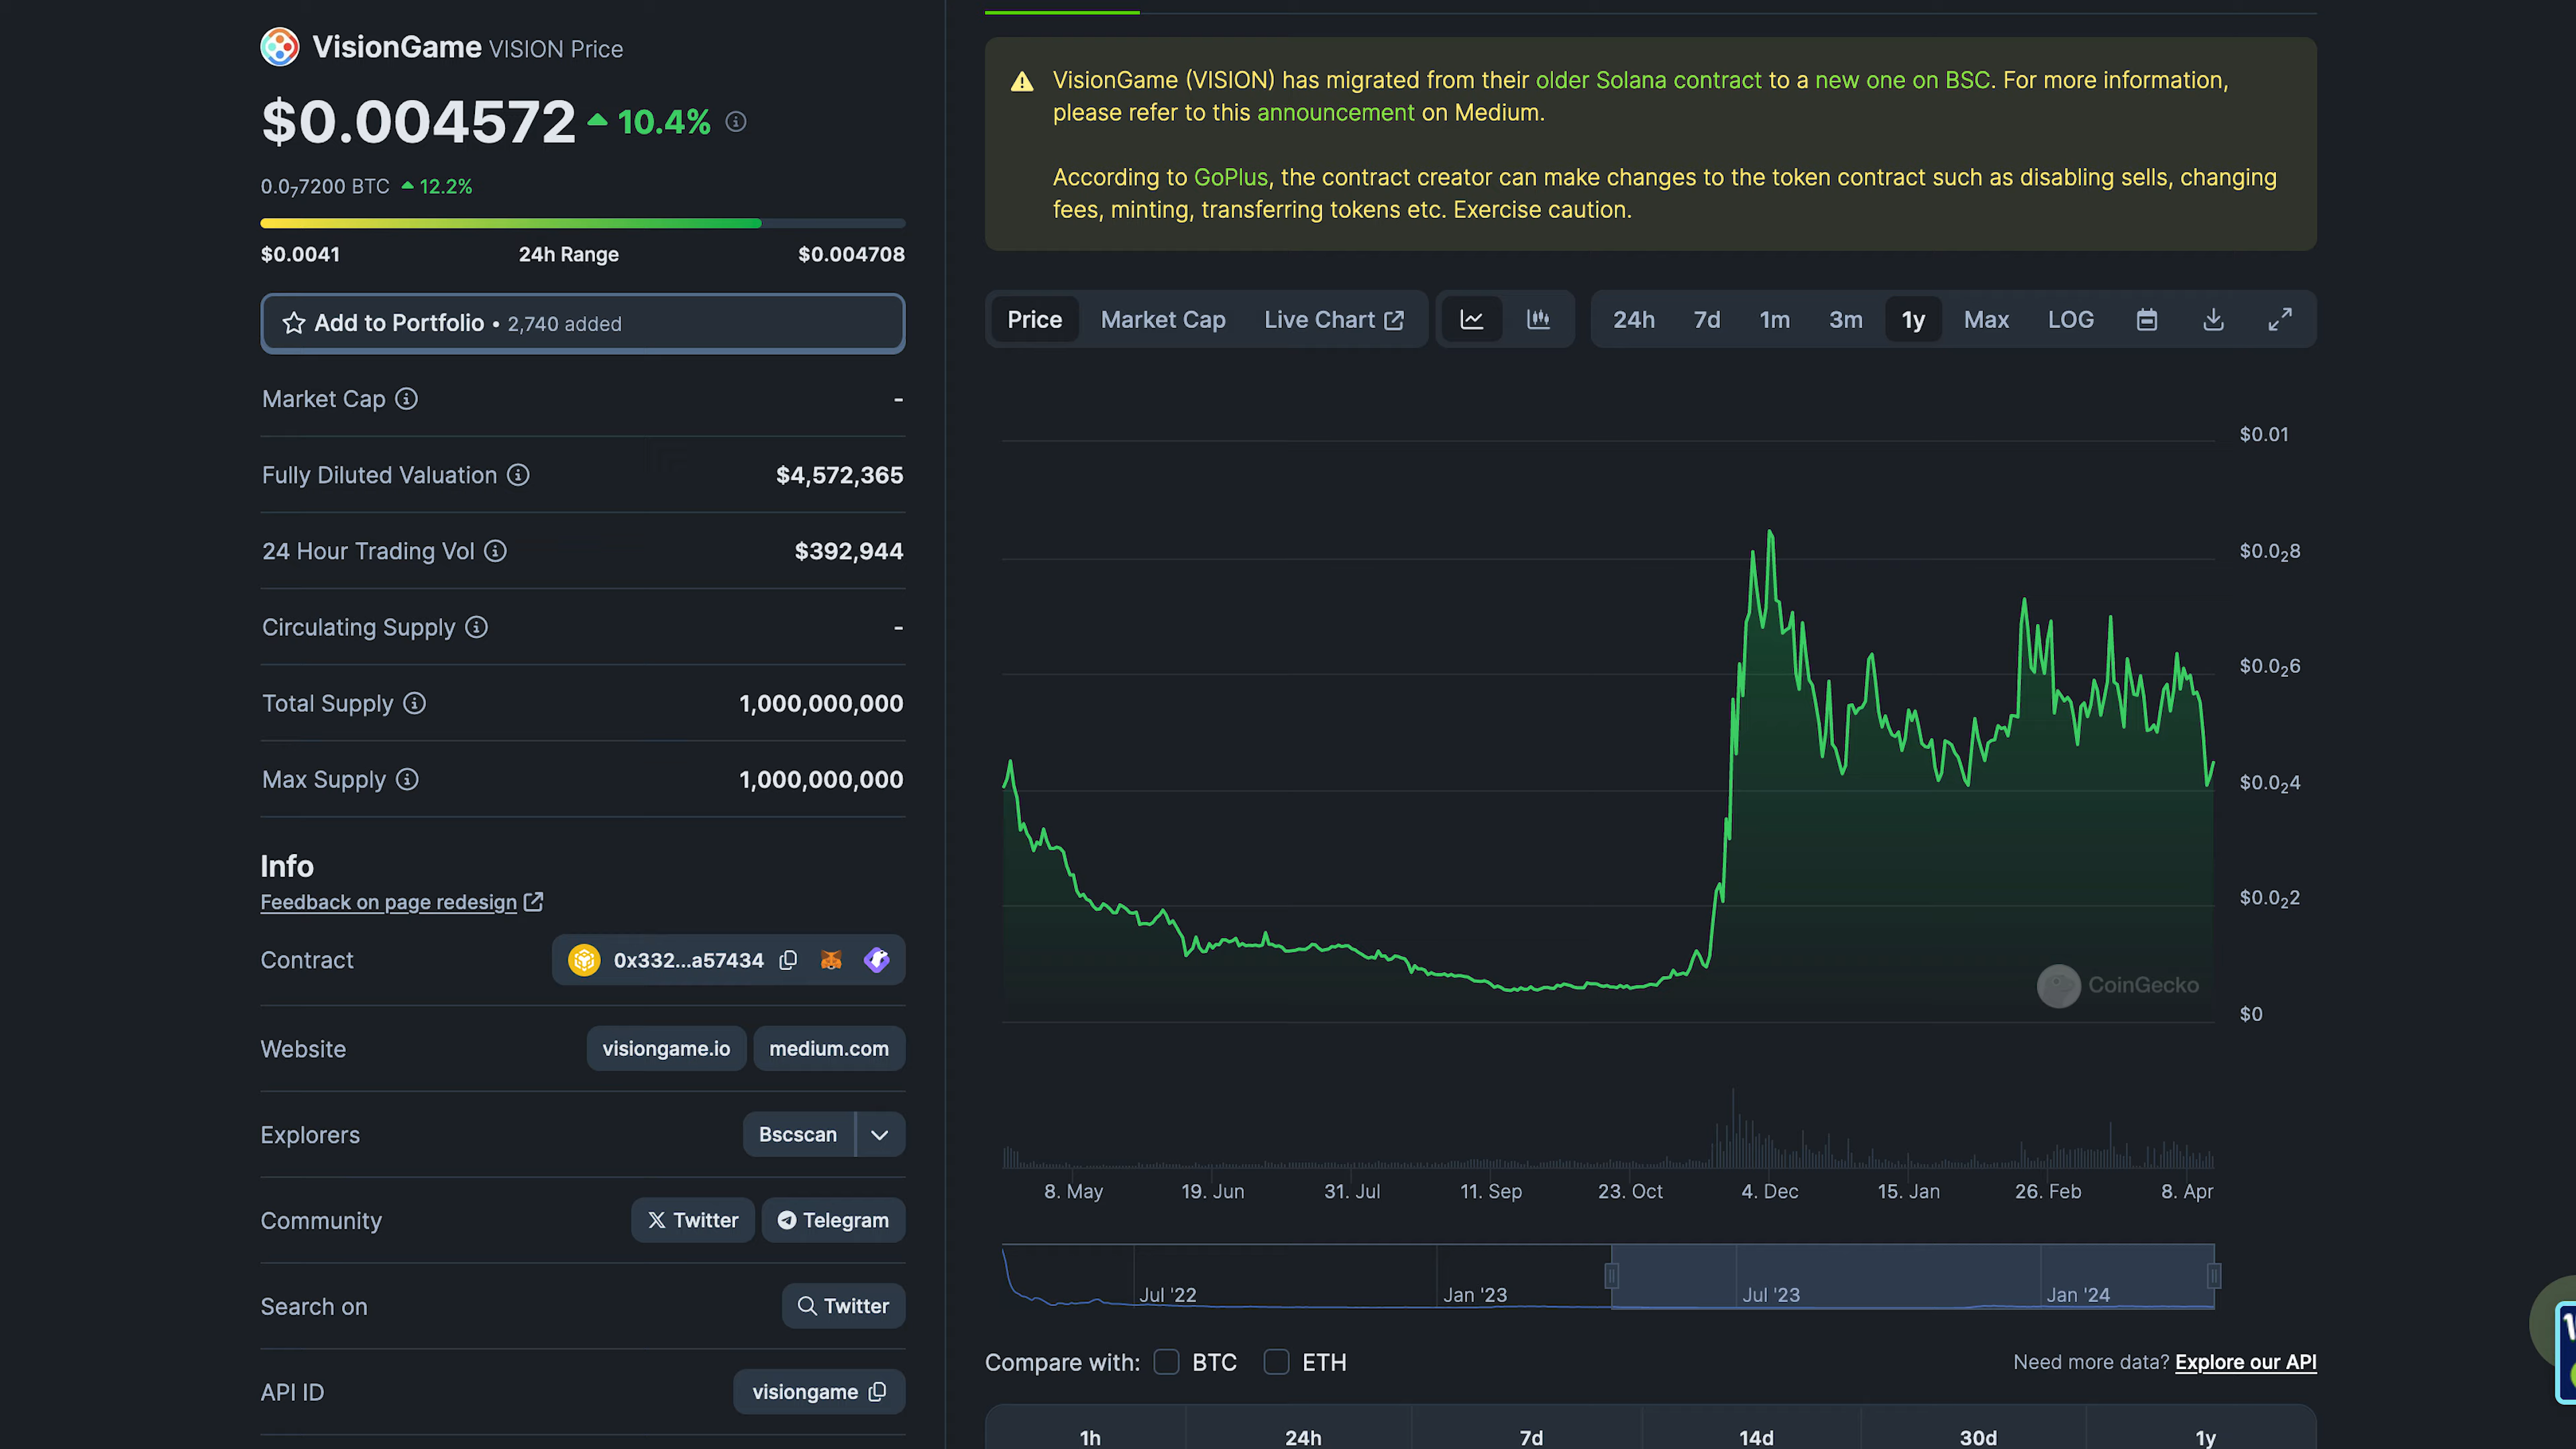 VisionGame VISION Price
$0.004572 10.4%
0.0₇7200 BTC 12.2%
$0.0041 24h Range $0.004708
Add to Portfolio • 2,740 added
Market Cap -
Fully Diluted Valuation $4,572,365
24 Hour Trading Vol $392,944
Circulating Supply -
Total Supply 1,000,000,000
Max Supply 1,000,000,000
Info
Feedback on page redesign
Contract 0x332...a57434
Website visiongame.io medium.com
Explorers Bscscan
Community Twitter Telegram
Search on Twitter
API ID visiongame
VisionGame (VISION) has migrated from their older Solana contract to a new one on BSC. For more information,
please refer to this announcement on Medium.
According to GoPlus, the contract creator can make changes to the token contract such as disabling sells, changing
fees, minting, transferring tokens etc. Exercise caution.
Price Market Cap Live Chart 24h 7d 1m 3m 1y Max LOG
$0.01
$0.0₂8
$0.0₂6
$0.0₂4
$0.0₂2
CoinGecko
$0
8. May 19. Jun 31. Jul 11. Sep 23. Oct 4. Dec 15. Jan 26. Feb 8. Apr
Jul '22 Jan '23 Jul '23 Jan '24
Compare with: BTC ETH Need more data? Explore our API
1h 24h 7d 14d 30d 1y